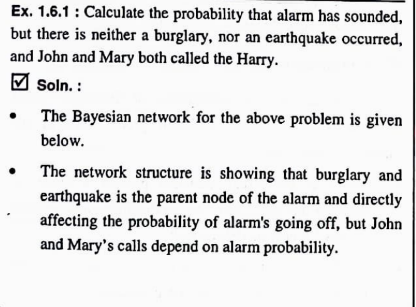 Ex. 1.6.1 : Calculate the probability that alarm has sounded,
but there is neither a burglary, nor an earthquake occurred,
and John and Mary both called the Harry.
☑ Soln. :
• The Bayesian network for the above problem is given
below.
• The network structure is showing that burglary and
earthquake is the parent node of the alarm and directly
affecting the probability of alarm's going off, but John
and Mary's calls depend on alarm probability.